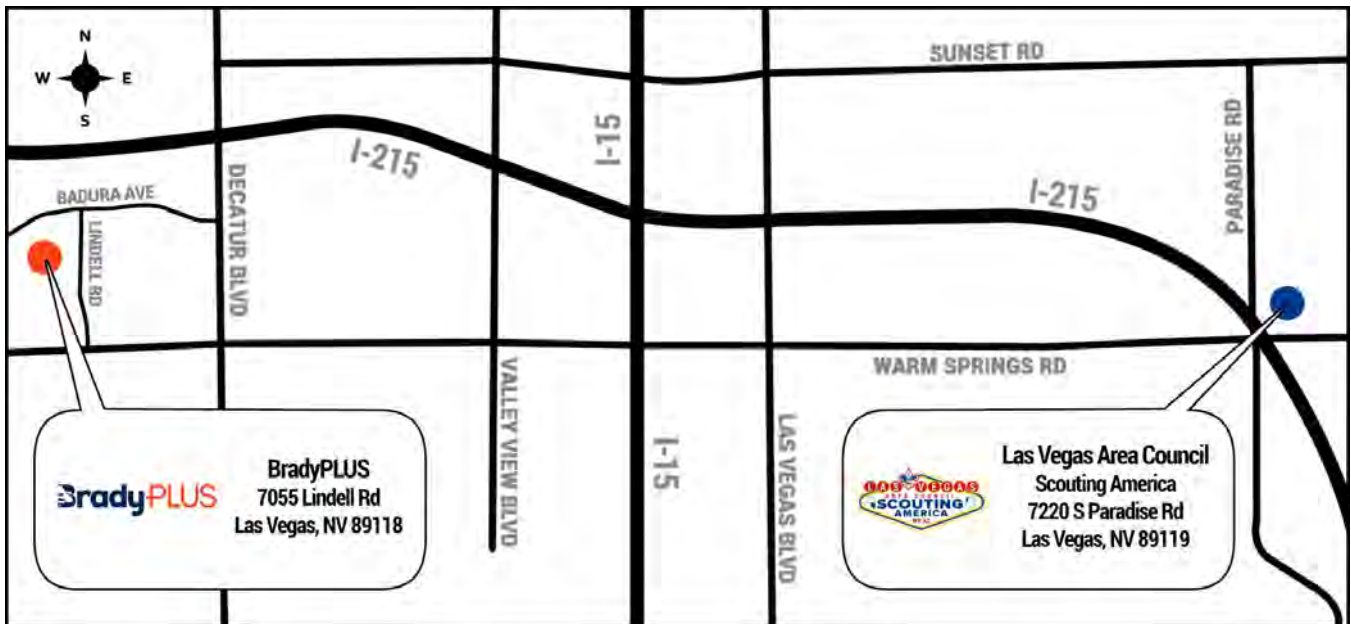 N
W
E
S
SUNSET RD
I-215
I-15
PARADISE RD
DECATUR BLVD
BADURA AVE
LINDELL RD
I-215
WARM SPRINGS RD
VALLEY VIEW BLVD
I-15
LAS VEGAS BLVD
BradyPLUS
BradyPLUS
7055 Lindell Rd
Las Vegas, NV 89118
LAS VEGAS
AREA COUNCIL
SCOUTING
AMERICA
Las Vegas Area Council
Scouting America
7220 S Paradise Rd
Las Vegas, NV 89119